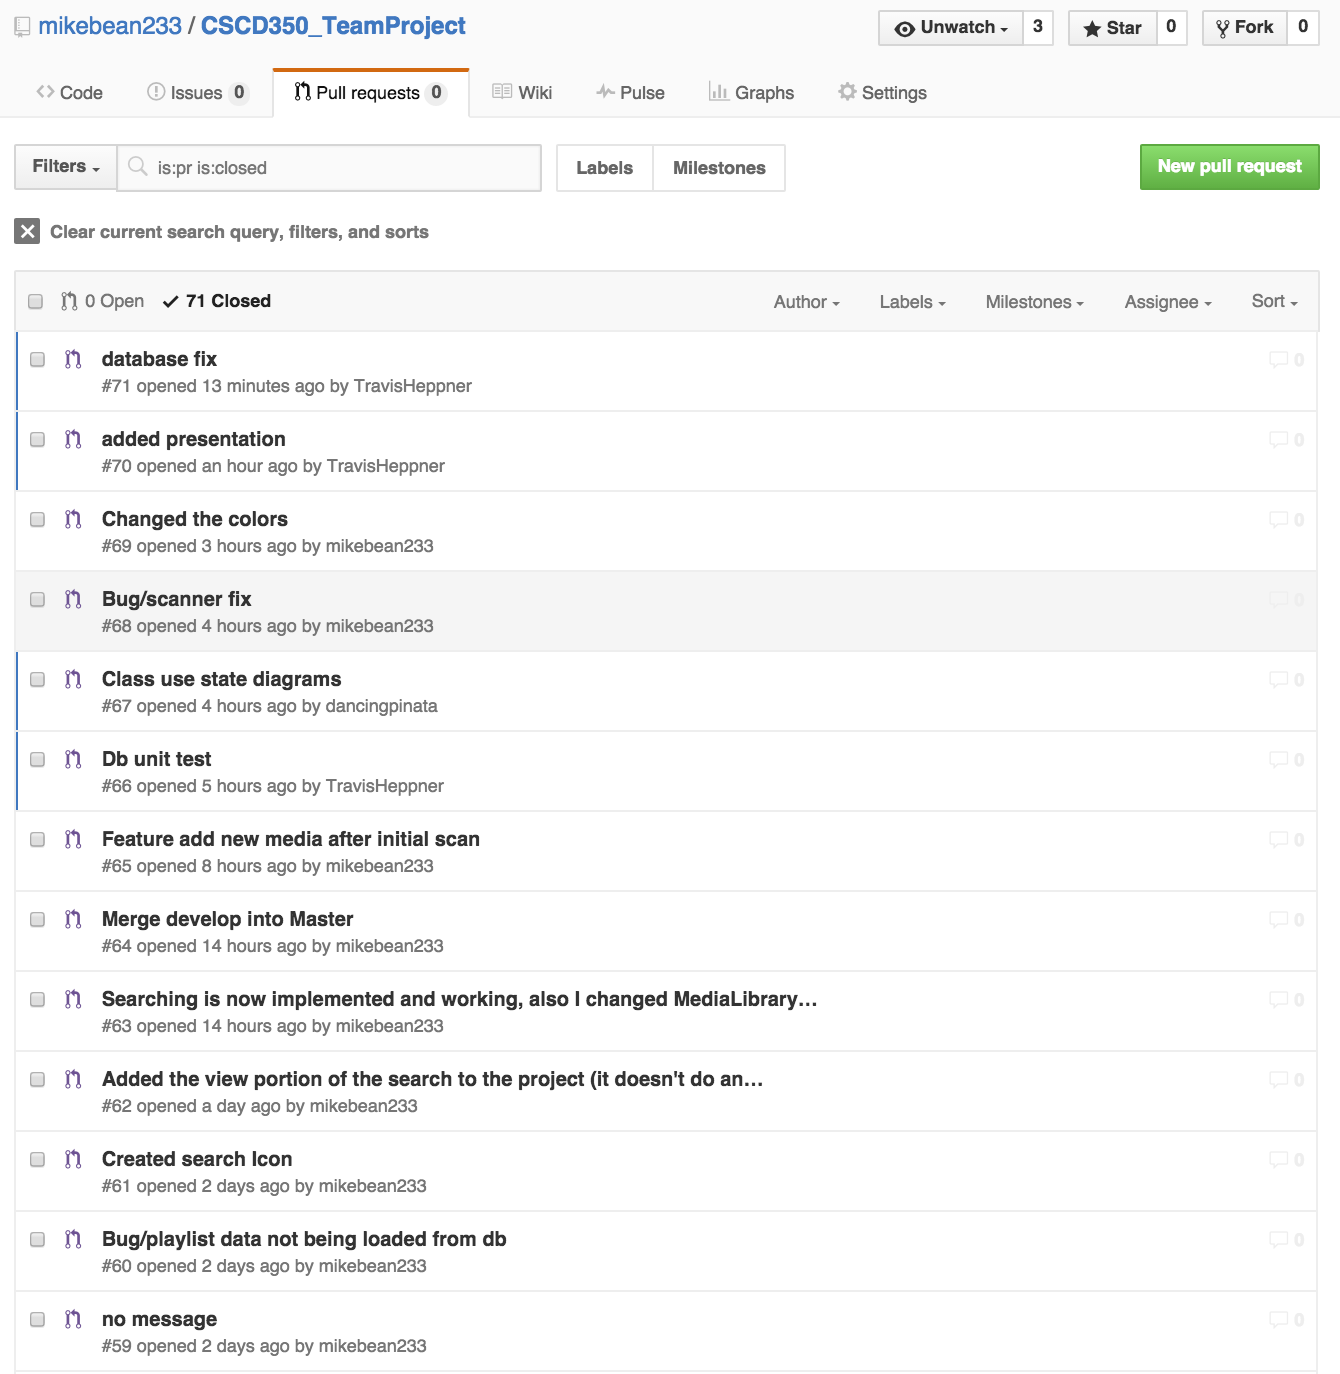 mikebean233 / CSCD350_TeamProject
Unwatch 3 Star 0 Fork 0
Code Issues 0 Pull requests 0 Wiki Pulse Graphs Settings
Filters is:pr is:closed Labels Milestones New pull request
Clear current search query, filters, and sorts
0 Open 71 Closed Author Labels Milestones Assignee Sort
database fix 0
#71 opened 13 minutes ago by TravisHeppner
added presentation 0
#70 opened an hour ago by TravisHeppner
Changed the colors 0
#69 opened 3 hours ago by mikebean233
Bug/scanner fix 0
#68 opened 4 hours ago by mikebean233
Class use state diagrams 0
#67 opened 4 hours ago by dancingpinata
Db unit test 0
#66 opened 5 hours ago by TravisHeppner
Feature add new media after initial scan 0
#65 opened 8 hours ago by mikebean233
Merge develop into Master 0
#64 opened 14 hours ago by mikebean233
Searching is now implemented and working, also I changed MediaLibrary… 0
#63 opened 14 hours ago by mikebean233
Added the view portion of the search to the project (it doesn't do an… 0
#62 opened a day ago by mikebean233
Created search Icon 0
#61 opened 2 days ago by mikebean233
Bug/playlist data not being loaded from db 0
#60 opened 2 days ago by mikebean233
no message 0
#59 opened 2 days ago by mikebean233